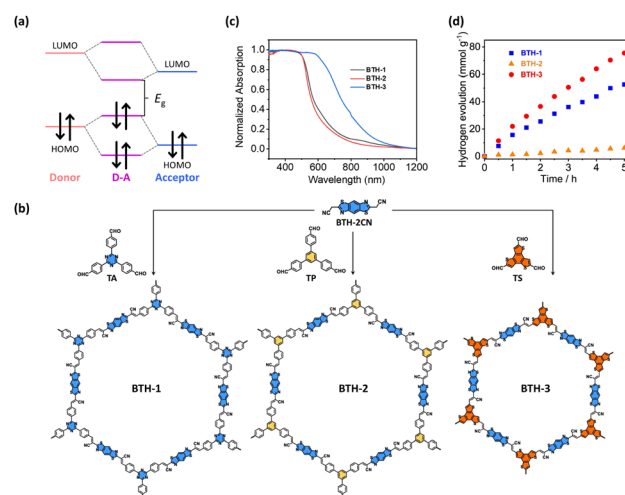 (a)
LUMO
LUMO
Eg
HOMO
HOMO
Donor
D-A
Acceptor
(c)
Normalized Absorption
1.0
0.8
0.6
0.4
0.2
0.0
BTH-1
BTH-2
BTH-3
400
600
800
1000
1200
Wavelength (nm)
(d)
Hydrogen evolution (mmol g-1)
80
60
40
20
0
BTH-1
BTH-2
BTH-3
0 1 2 3 4 5
Time / h
(b)
NC
CN
BTH-2CN
CHO
OHC
CHO
TA
CHO
OHC
CHO
TP
CHO
OHC
CHO
TS
BTH-1
BTH-2
BTH-3